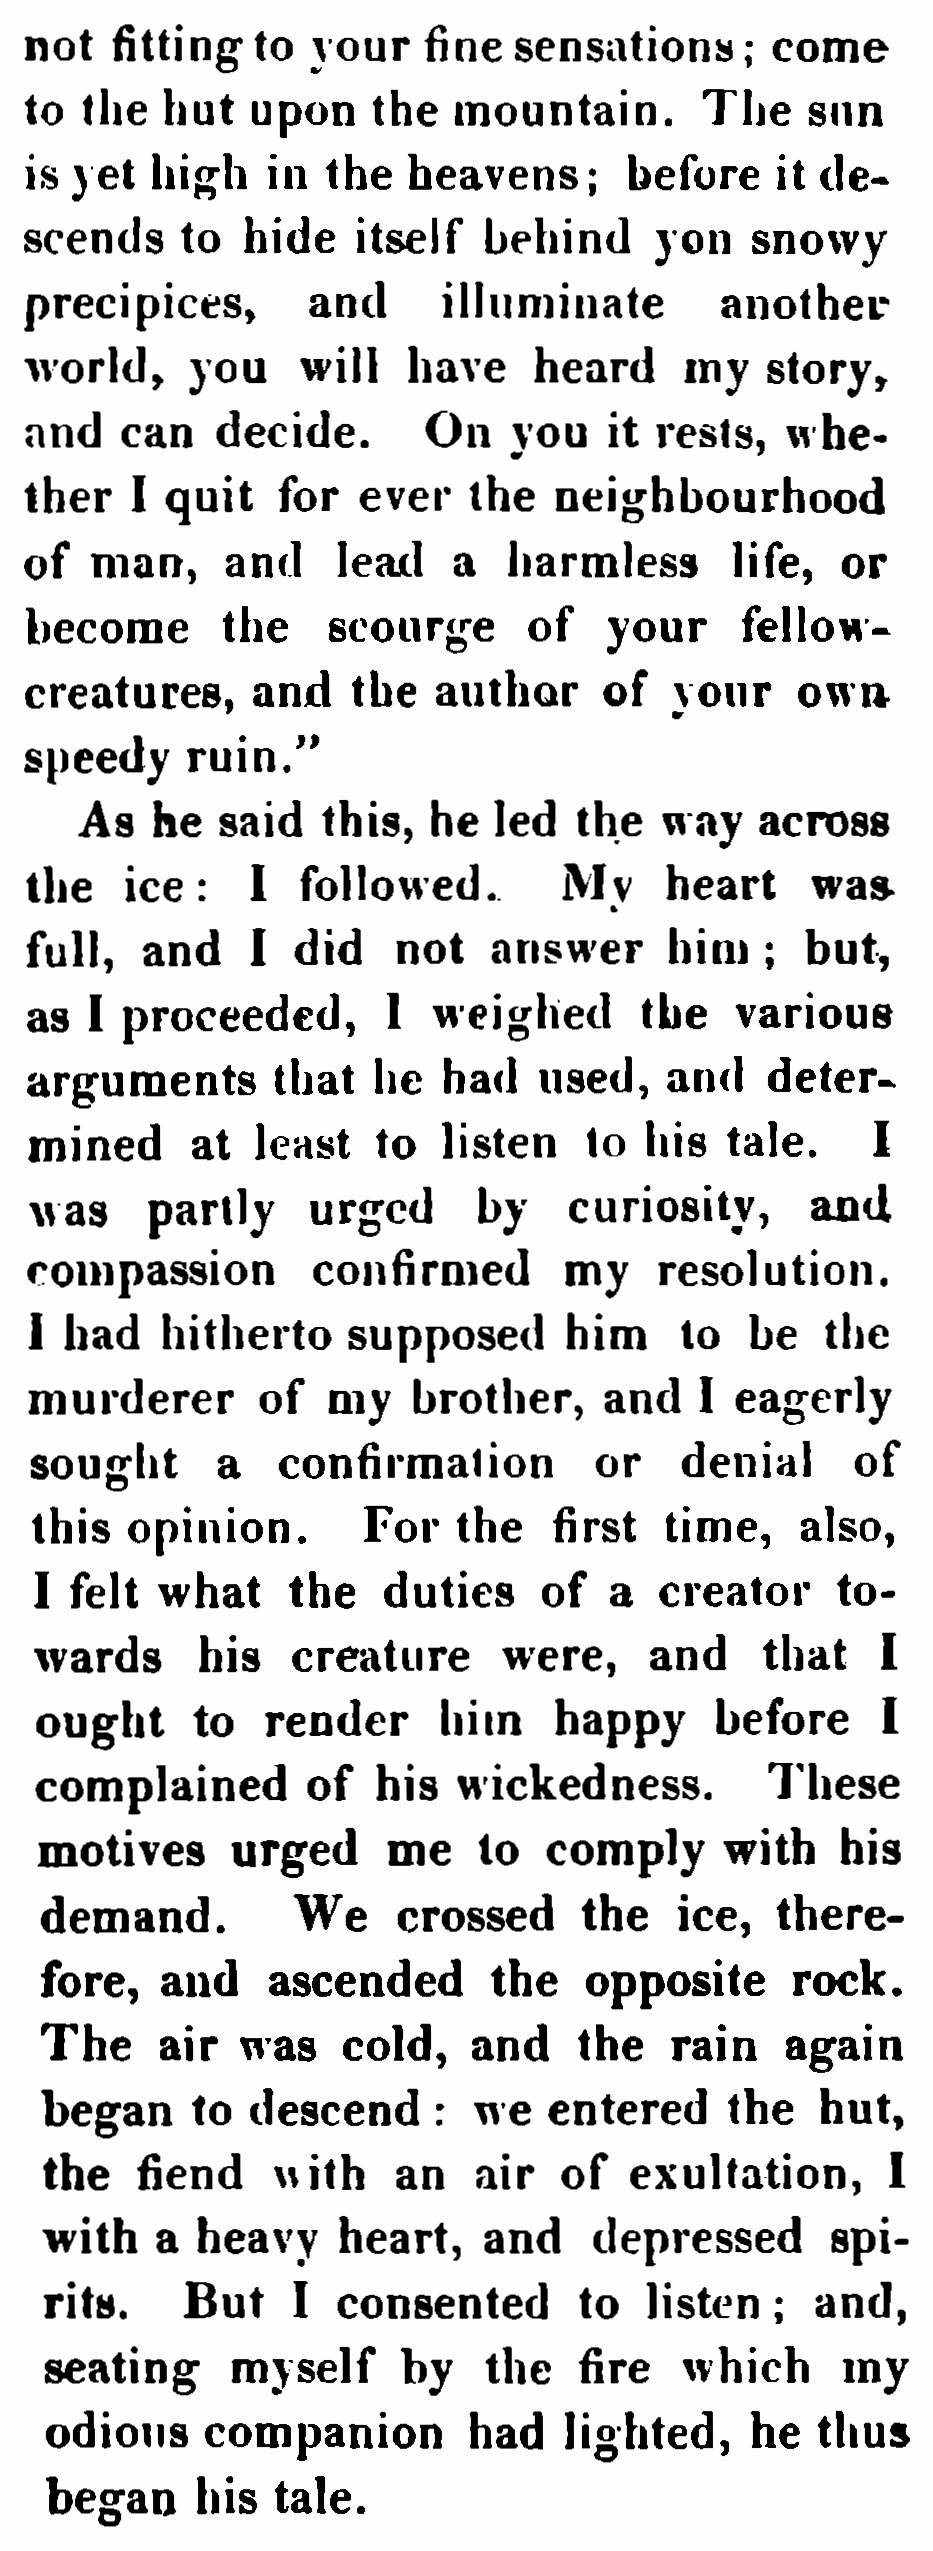 not fitting to your fine sensations; come
to the hut upon the mountain. The sun
is yet high in the heavens; before it de-
scends to hide itself behind yon snowy
precipices, and illuminate another
world, you will have heard my story,
and can decide. On you it rests, whe-
ther I quit for ever the neighbourhood
of man, and lead a harmless life, or
become the scourge of your fellow-
creatures, and the author of your own
speedy ruin.”
As he said this, he led the way across
the ice: I followed. My heart was
full, and I did not answer him; but,
as I proceeded, I weighed the various
arguments that he had used, and deter-
mined at least to listen to his tale. I
was partly urged by curiosity, and
compassion confirmed my resolution.
I had hitherto supposed him to be the
murderer of my brother, and I eagerly
sought a confirmation or denial of
this opinion. For the first time, also,
I felt what the duties of a creator to-
wards his creature were, and that I
ought to render him happy before I
complained of his wickedness. These
motives urged me to comply with his
demand. We crossed the ice, there-
fore, and ascended the opposite rock.
The air was cold, and the rain again
began to descend: we entered the hut,
the fiend with an air of exultation, I
with a heavy heart, and depressed spi-
rits. But I consented to listen; and,
seating myself by the fire which my
odious companion had lighted, he thus
began his tale.